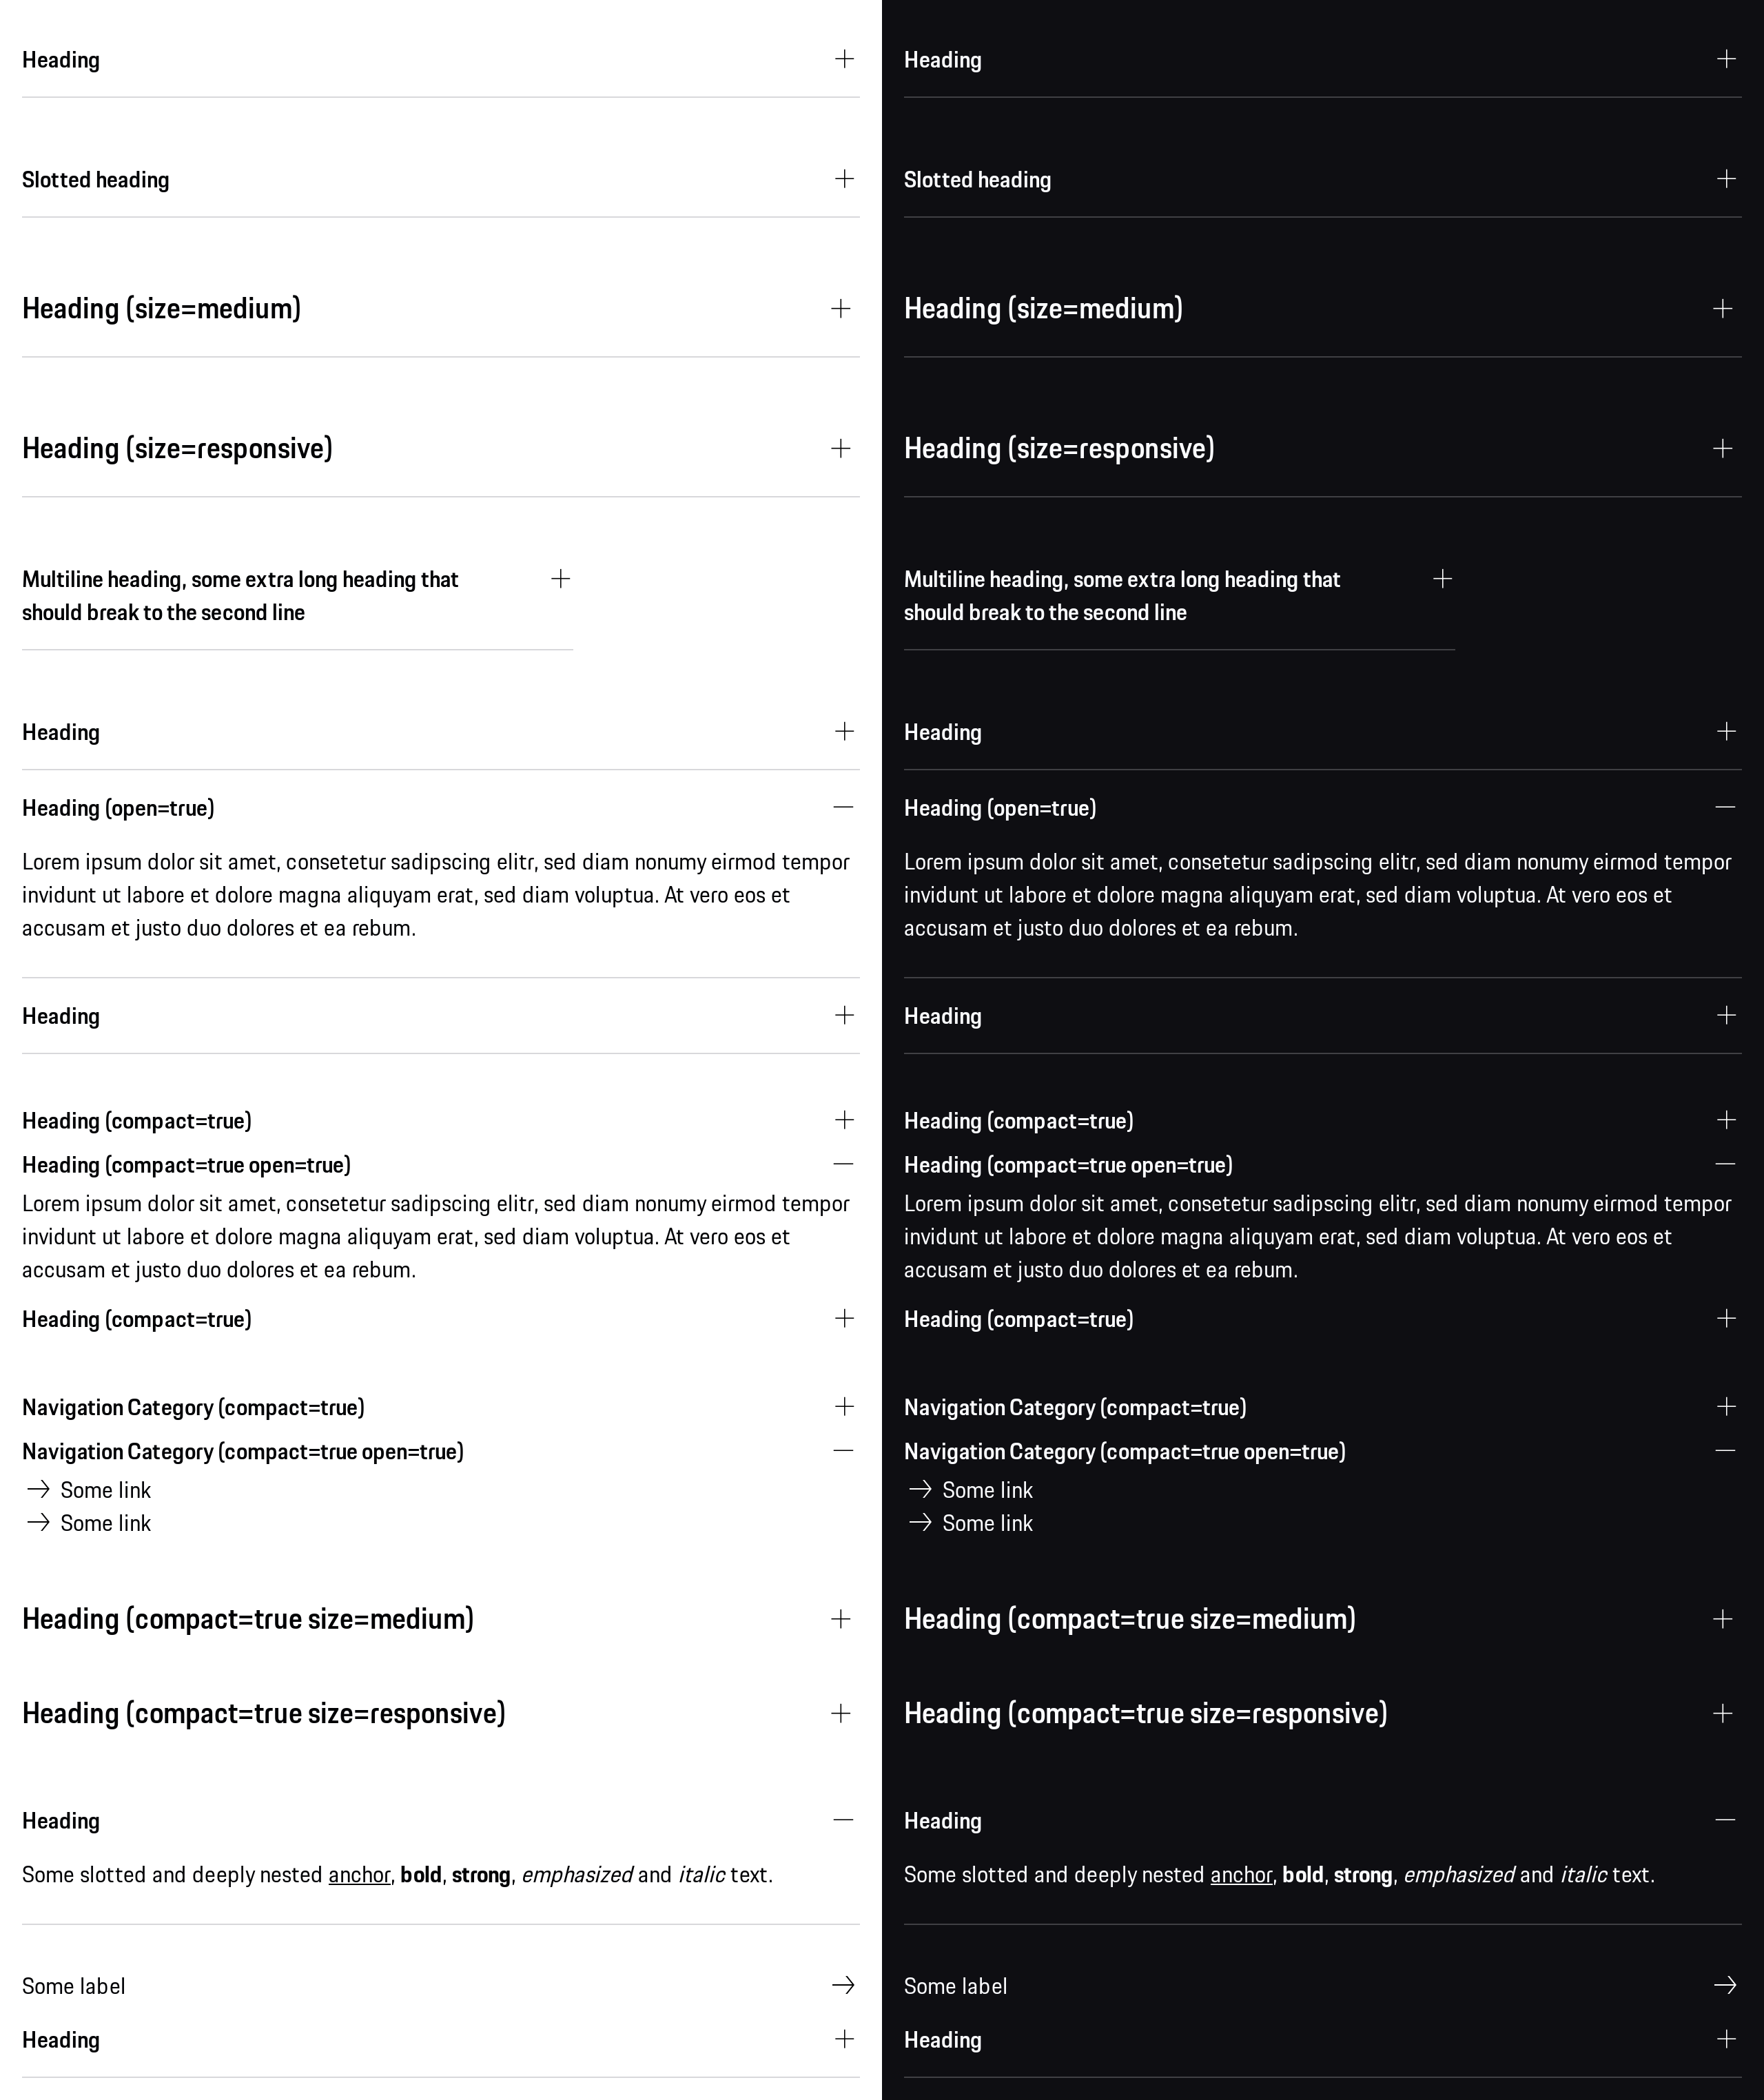 Heading
Slotted heading
Heading (size=medium)
Heading (size=responsive)
Multiline heading, some extra long heading that
should break to the second line
Heading
Heading (open=true)
Lorem ipsum dolor sit amet, consetetur sadipscing elitr, sed diam nonumy eirmod tempor
invidunt ut labore et dolore magna aliquyam erat, sed diam voluptua. At vero eos et
accusam et justo duo dolores et ea rebum.
Heading
Heading (compact=true)
Heading (compact=true open=true)
Lorem ipsum dolor sit amet, consetetur sadipscing elitr, sed diam nonumy eirmod tempor
invidunt ut labore et dolore magna aliquyam erat, sed diam voluptua. At vero eos et
accusam et justo duo dolores et ea rebum.
Heading (compact=true)
Navigation Category (compact=true)
Navigation Category (compact=true open=true)
Some link
Some link
Heading (compact=true size=medium)
Heading (compact=true size=responsive)
Heading
Some slotted and deeply nested anchor, bold, strong, emphasized and italic text.
Some label
Heading
Heading
Slotted heading
Heading (size=medium)
Heading (size=responsive)
Multiline heading, some extra long heading that
should break to the second line
Heading
Heading (open=true)
Lorem ipsum dolor sit amet, consetetur sadipscing elitr, sed diam nonumy eirmod tempor
invidunt ut labore et dolore magna aliquyam erat, sed diam voluptua. At vero eos et
accusam et justo duo dolores et ea rebum.
Heading
Heading (compact=true)
Heading (compact=true open=true)
Lorem ipsum dolor sit amet, consetetur sadipscing elitr, sed diam nonumy eirmod tempor
invidunt ut labore et dolore magna aliquyam erat, sed diam voluptua. At vero eos et
accusam et justo duo dolores et ea rebum.
Heading (compact=true)
Navigation Category (compact=true)
Navigation Category (compact=true open=true)
Some link
Some link
Heading (compact=true size=medium)
Heading (compact=true size=responsive)
Heading
Some slotted and deeply nested anchor, bold, strong, emphasized and italic text.
Some label
Heading